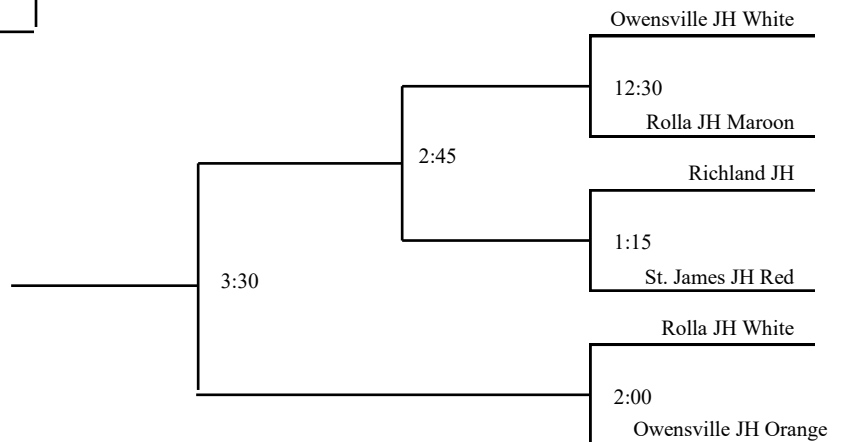 Owensville JH White
12:30
Rolla JH Maroon
2:45
Richland JH
1:15
St. James JH Red
3:30
Rolla JH White
2:00
Owensville JH Orange